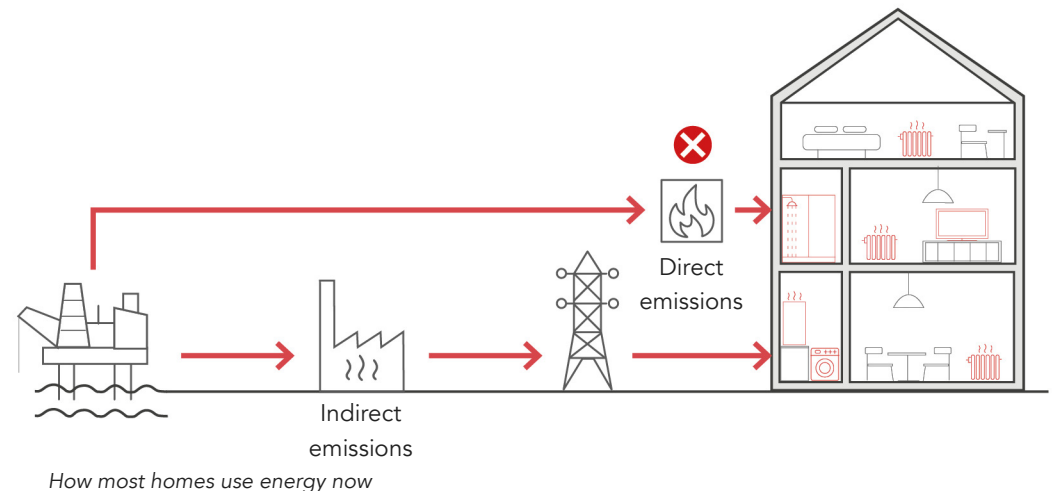 Direct
emissions
Indirect
emissions
How most homes use energy now